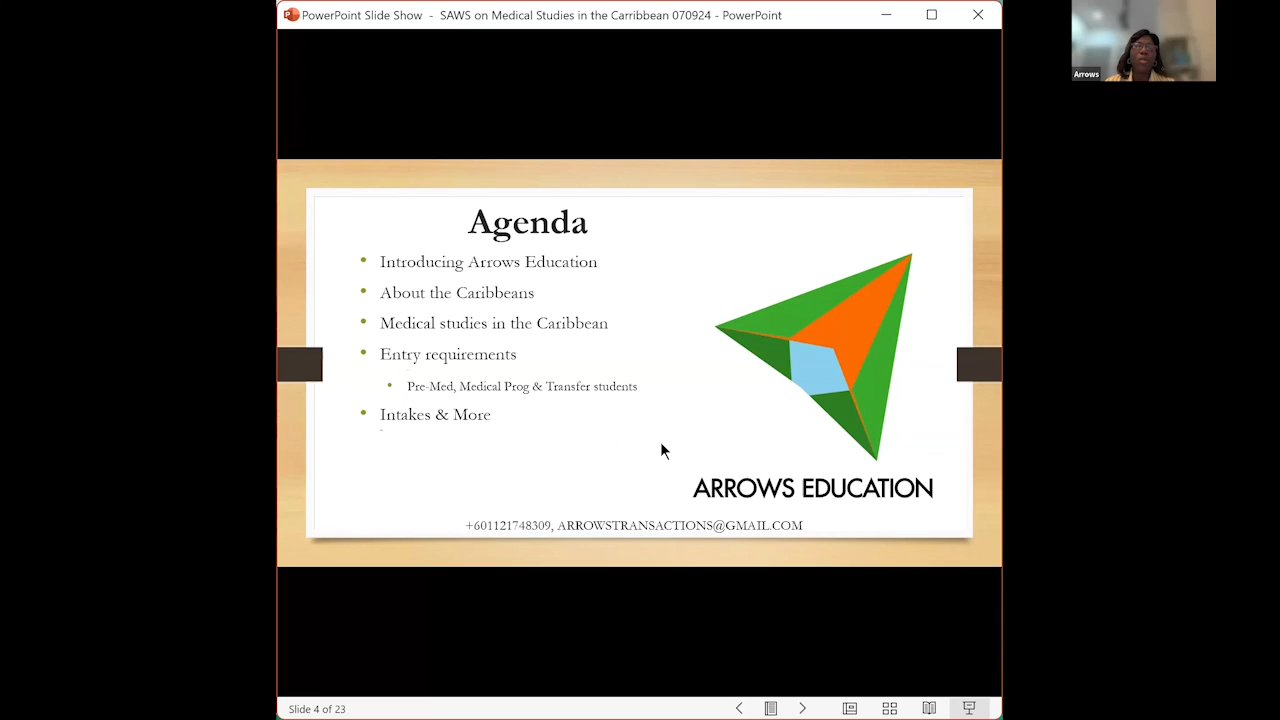 PowerPoint Slide Show - SAWS on Medical Studies in the Carribbean 070924 - PowerPoint
Arrows
Agenda
• Introducing Arrows Education
• About the Caribbeans
• Medical studies in the Caribbean
• Entry requirements
• Pre-Med, Medical Prog & Transfer students
• Intakes & More
ARROWS EDUCATION
+601121748309, ARROWSTRANSACTIONS@GMAIL.COM
Slide 4 of 23